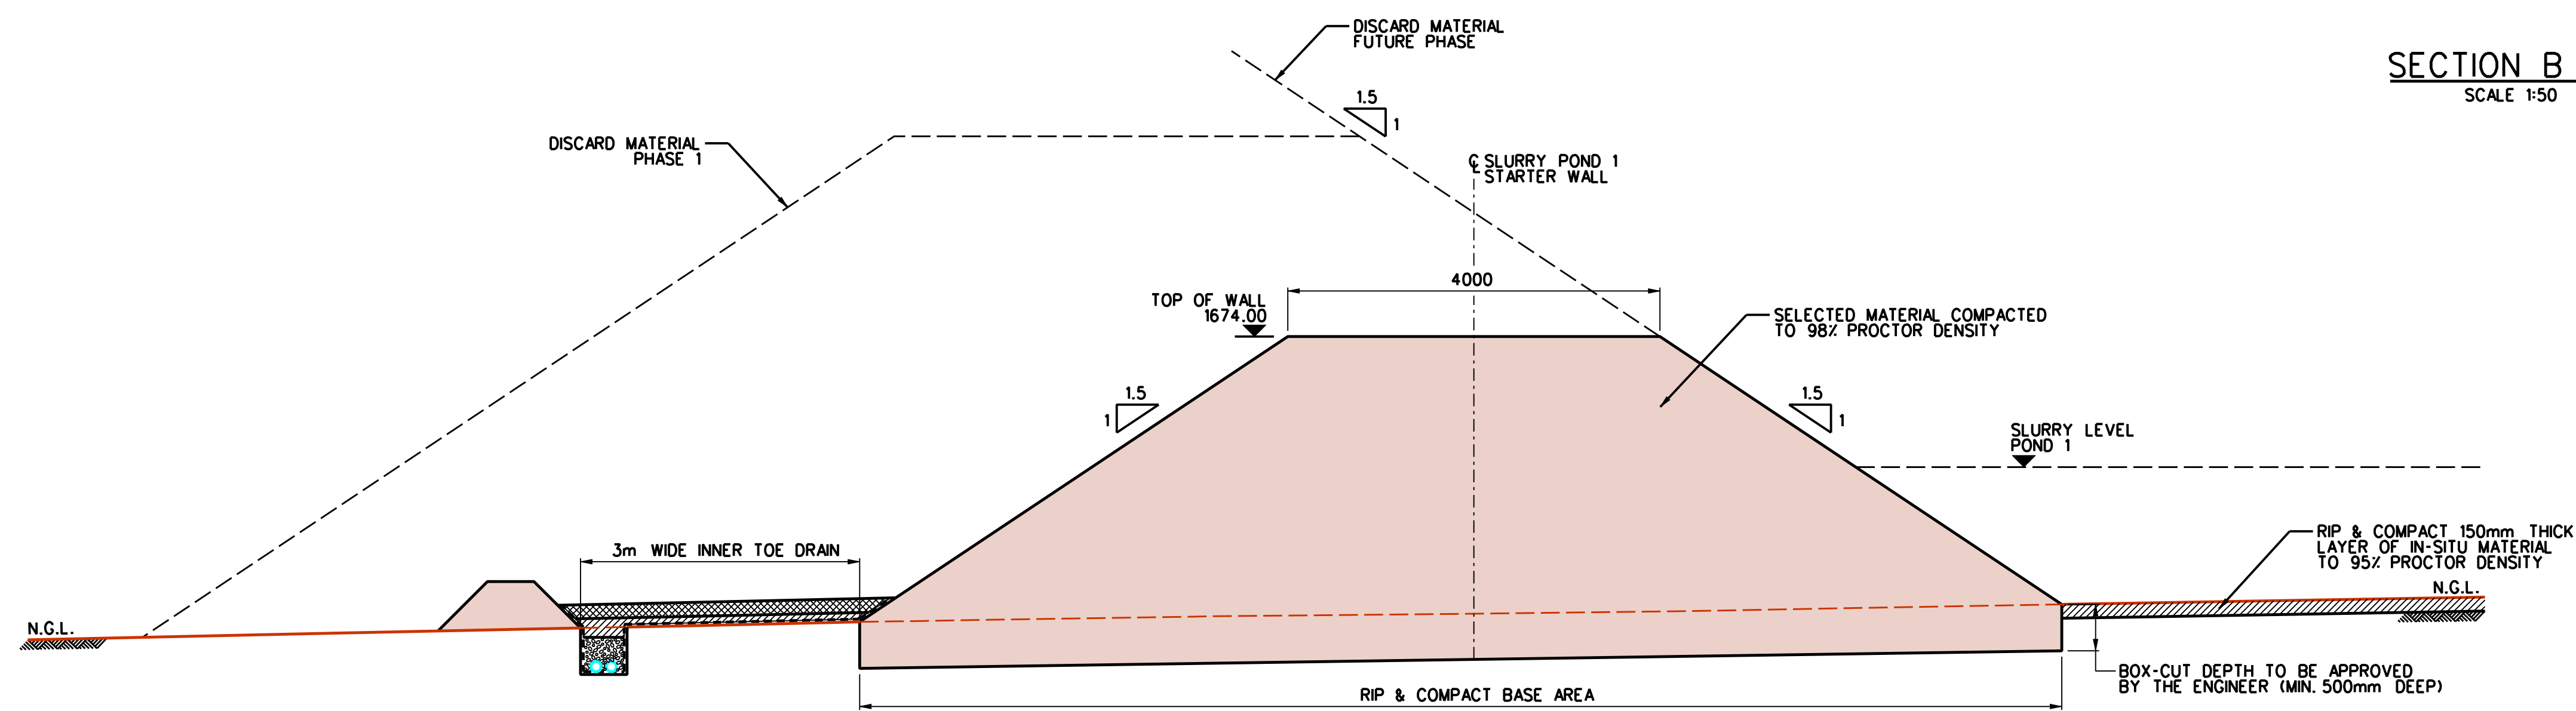 DISCARD MATERIAL
FUTURE PHASE
SECTION B
SCALE 1:50
1.5
1
DISCARD MATERIAL
PHASE 1
℄ SLURRY POND 1
STARTER WALL
4000
TOP OF WALL
1674.00
SELECTED MATERIAL COMPACTED
TO 98% PROCTOR DENSITY
1.5
1
1.5
1
SLURRY LEVEL
POND 1
3m WIDE INNER TOE DRAIN
RIP & COMPACT 150mm THICK
LAYER OF IN-SITU MATERIAL
TO 95% PROCTOR DENSITY
N.G.L.
N.G.L.
BOX-CUT DEPTH TO BE APPROVED
BY THE ENGINEER (MIN. 500mm DEEP)
RIP & COMPACT BASE AREA